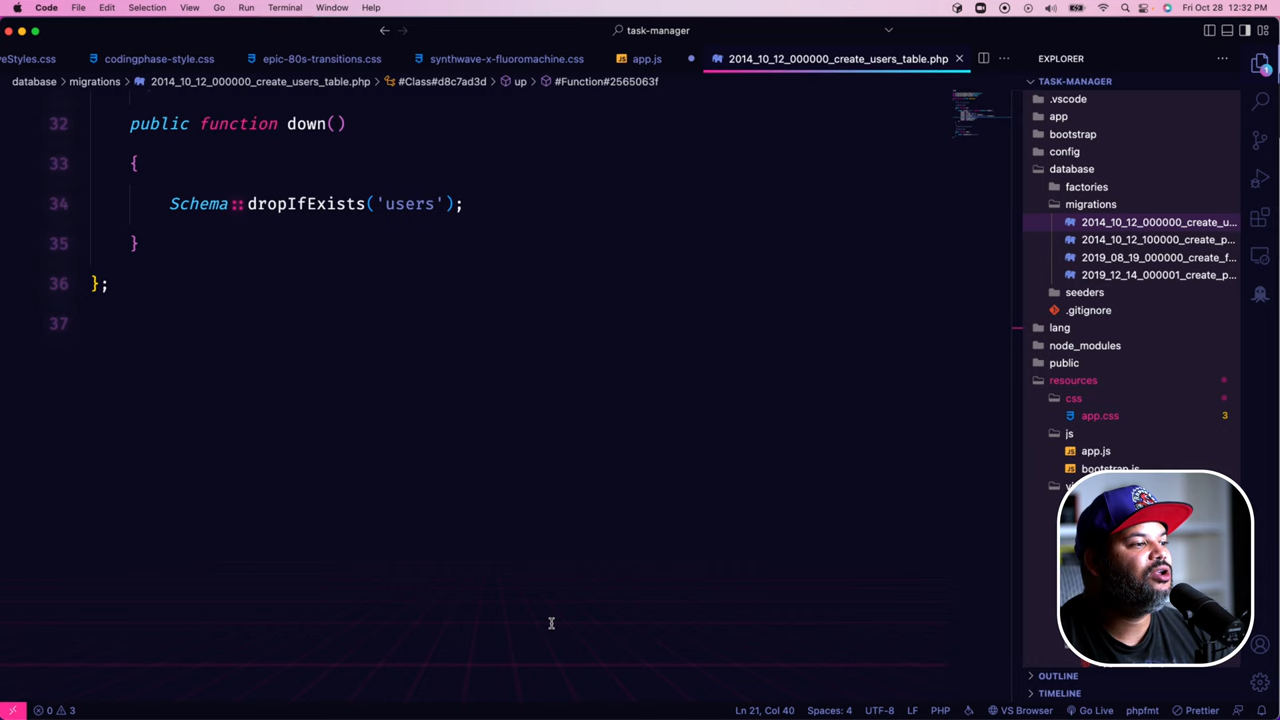 Code File Edit Selection View Go Run Terminal Window Help Fri Oct 28 12:32 PM
task-manager
eStyles.css codingphase-style.css epic-80s-transitions.css synthwave-x-fluoromachine.css app.js 2014_10_12_000000_create_users_table.php
database > migrations > 2014_10_12_000000_create_users_table.php > #Class#d8c7ad3d > up > #Function#2565063f
32 public function down()
33 {
34 Schema::dropIfExists('users');
35 }
36 };
37
EXPLORER
TASK-MANAGER
.vscode
app
bootstrap
config
database
factories
migrations
2014_10_12_000000_create_u...
2014_10_12_100000_create_p...
2019_08_19_000000_create_f...
2019_12_14_000001_create_p...
seeders
.gitignore
lang
node_modules
public
resources
css
app.css 3
js
app.js
bootstrap.js
OUTLINE
TIMELINE
0 3 Ln 21, Col 40 Spaces: 4 UTF-8 LF PHP VS Browser Go Live phpfmt Prettier